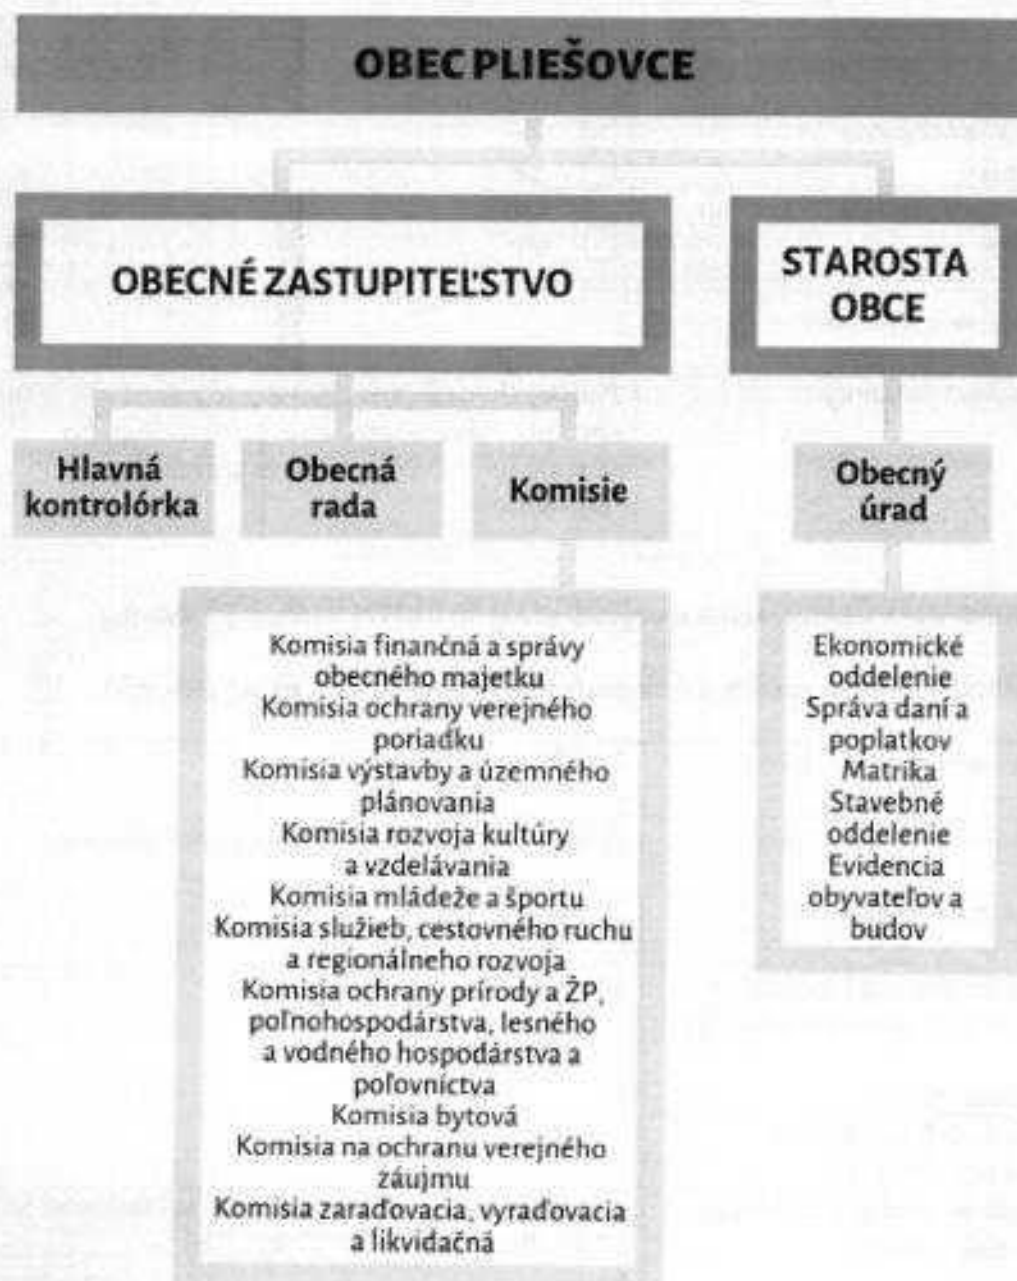 OBEC PLIEŠOVCE
OBECNÉ ZASTUPITEĽSTVO
STAROSTA
OBCE
Hlavná
kontrolórka
Obecná
rada
Komisie
Obecný
úrad
Komisia finančná a správy
obecného majetku
Komisia ochrany verejného
poriadku
Komisia výstavby a územného
plánovania
Komisia rozvoja kultúry
a vzdelávania
Komisia mládeže a športu
Komisia služieb, cestovného ruchu
a regionálneho rozvoja
Komisia ochrany prírody a ŽP,
poľnohospodárstva, lesného
a vodného hospodárstva a
poľovníctva
Komisia bytová
Komisia na ochranu verejného
záujmu
Komisia zaraďovacia, vyraďovacia
a likvidačná
Ekonomické
oddelenie
Správa daní a
poplatkov
Matrika
Stavebné
oddelenie
Evidencia
obyvateľov a
budov